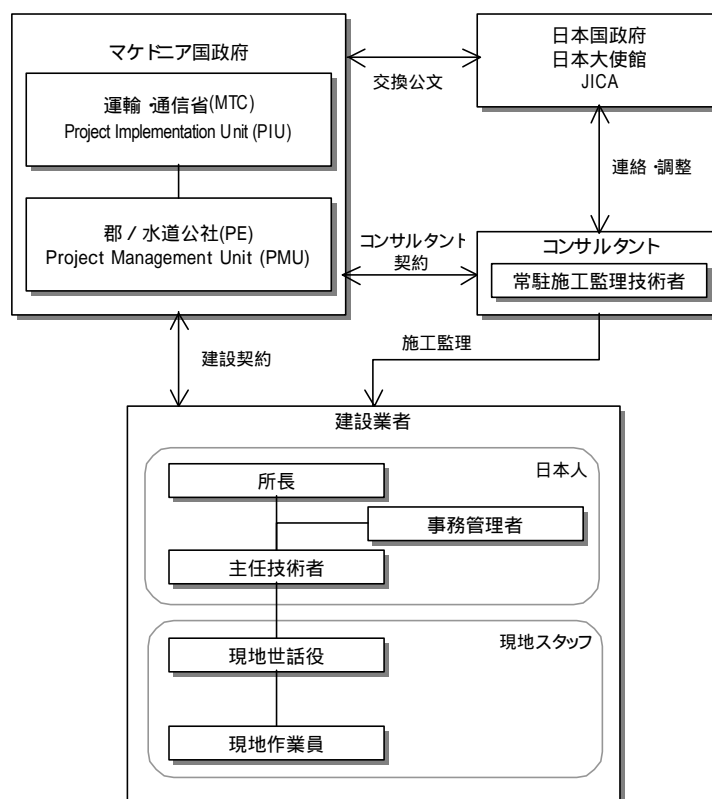 マケドニア国政府
運輸・通信省(MTC)
Project Implementation Unit (PIU)
郡/水道公社(PE)
Project Management Unit (PMU)
交換公文
日本国政府
日本大使館
JICA
連絡・調整
コンサルタント
契約
コンサルタント
常駐施工監理技術者
建設契約
施工監理
建設業者
日本人
所長
事務管理者
主任技術者
現地スタッフ
現地世話役
現地作業員